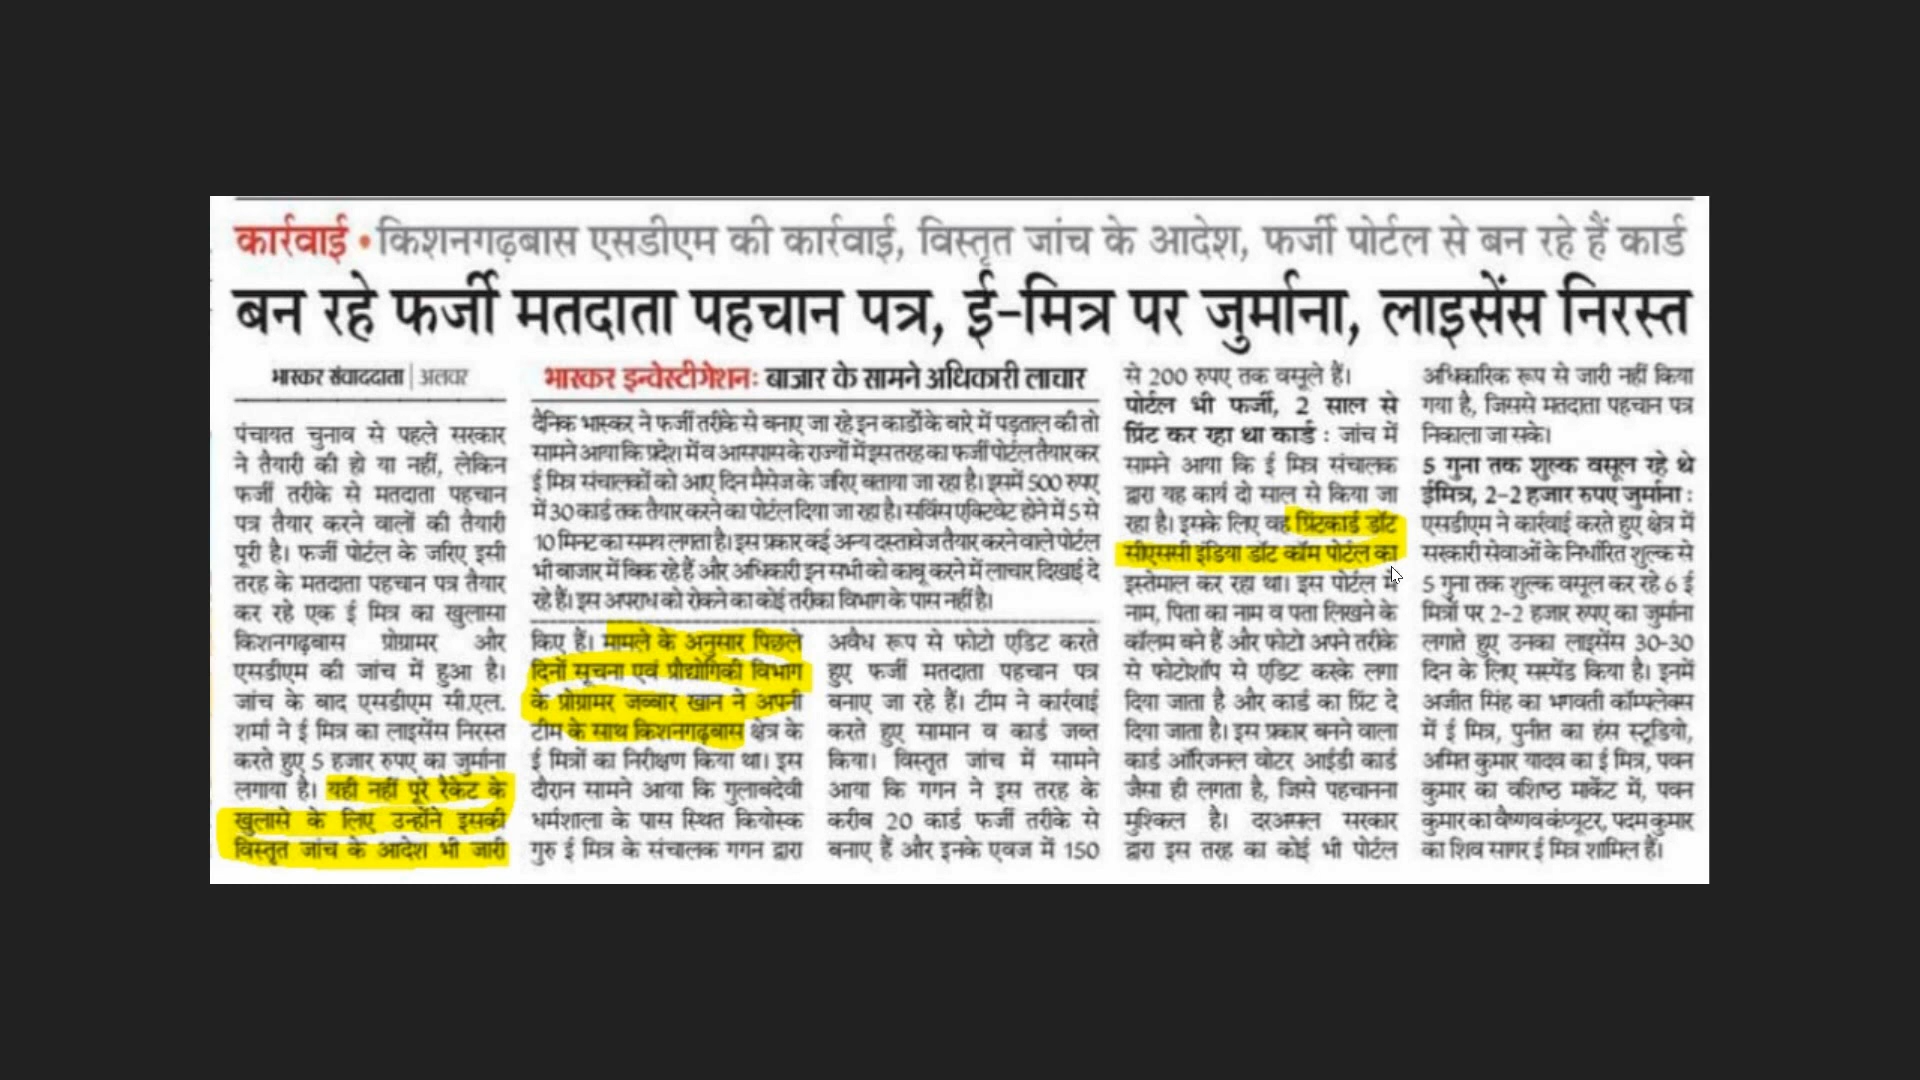 कार्रवाई • किशनगढ़बास एसडीएम की कार्रवाई, विस्तृत जांच के आदेश, फर्जी पोर्टल से बन रहे हैं कार्ड
बन रहे फर्जी मतदाता पहचान पत्र, ई-मित्र पर जुर्माना, लाइसेंस निरस्त
भास्कर संवाददाता | अलवर
पंचायत चुनाव से पहले सरकार
ने तैयारी की हो या नहीं, लेकिन
फर्जी तरीके से मतदाता पहचान
पत्र तैयार करने वालों की तैयारी
पूरी है। फर्जी पोर्टल के जरिए इसी
तरह के मतदाता पहचान पत्र तैयार
कर रहे एक ई मित्र का खुलासा
किशनगढ़बास प्रोग्रामर और
एसडीएम की जांच में हुआ है।
जांच के बाद एसडीएम सी.एल.
शर्मा ने ई मित्र का लाइसेंस निरस्त
करते हुए 5 हजार रुपए का जुर्माना
लगाया है। यही नहीं पूरे रैकेट के
खुलासे के लिए उन्होंने इसकी
विस्तृत जांच के आदेश भी जारी
भास्कर इन्वेस्टीगेशन: बाजार के सामने अधिकारी लाचार
दैनिक भास्कर ने फर्जी तरीके से बनाए जा रहे इन कार्डों के बारे में पड़ताल की तो
सामने आया कि प्रदेश में व आसपास के राज्यों में इस तरह का फर्जी पोर्टल तैयार कर
ई मित्र संचालकों को आए दिन मैसेज के जरिए बताया जा रहा है। इसमें 500 रुपए
में 30 कार्ड तक तैयार करने का पोर्टल दिया जा रहा है। सर्विस एक्टिवेट होने में 5 से
10 मिनट का समय लगता है। इस प्रकार कई अन्य दस्तावेज तैयार करने वाले पोर्टल
भी बाजार में बिक रहे हैं और अधिकारी इन सभी को काबू करने में लाचार दिखाई दे
रहे हैं। इस अपराध को रोकने का कोई तरीका विभाग के पास नहीं है।
किए हैं। मामले के अनुसार पिछले
दिनों सूचना एवं प्रौद्योगिकी विभाग
के प्रोग्रामर जब्बार खान ने अपनी
टीम के साथ किशनगढ़बास क्षेत्र के
ई मित्रों का निरीक्षण किया था। इस
दौरान सामने आया कि गुलाबदेवी
धर्मशाला के पास स्थित कियोस्क
गुरु ई मित्र के संचालक गगन द्वारा
अवैध रूप से फोटो एडिट करते
हुए फर्जी मतदाता पहचान पत्र
बनाए जा रहे हैं। टीम ने कार्रवाई
करते हुए सामान व कार्ड जब्त
किया। विस्तृत जांच में सामने
आया कि गगन ने इस तरह के
करीब 20 कार्ड फर्जी तरीके से
बनाए हैं और इनके एवज में 150
से 200 रुपए तक वसूले हैं।
पोर्टल भी फर्जी, 2 साल से
प्रिंट कर रहा था कार्ड : जांच में
सामने आया कि ई मित्र संचालक
द्वारा यह कार्य दो साल से किया जा
रहा है। इसके लिए वह प्रिंटकार्ड डॉट
सीएससी इंडिया डॉट कॉम पोर्टल का
इस्तेमाल कर रहा था। इस पोर्टल में
नाम, पिता का नाम व पता लिखने के
कॉलम बने हैं और फोटो अपने तरीके
से फोटोशॉप से एडिट करके लगा
दिया जाता है और कार्ड का प्रिंट दे
दिया जाता है। इस प्रकार बनने वाला
कार्ड ऑरिजनल वोटर आईडी कार्ड
जैसा ही लगता है, जिसे पहचानना
मुश्किल है। दरअसल सरकार
द्वारा इस तरह का कोई भी पोर्टल
अधिकारिक रूप से जारी नहीं किया
गया है, जिससे मतदाता पहचान पत्र
निकाला जा सके।
5 गुना तक शुल्क वसूल रहे थे
ईमित्र, 2-2 हजार रुपए जुर्माना :
एसडीएम ने कार्रवाई करते हुए क्षेत्र में
सरकारी सेवाओं के निर्धारित शुल्क से
5 गुना तक शुल्क वसूल कर रहे 6 ई
मित्रों पर 2-2 हजार रुपए का जुर्माना
लगाते हुए उनका लाइसेंस 30-30
दिन के लिए सस्पेंड किया है। इनमें
अजीत सिंह का भगवती कॉम्प्लेक्स
में ई मित्र, पुनीत का हंस स्टूडियो,
अमित कुमार यादव का ई मित्र, पवन
कुमार का वशिष्ठ मार्केट में, पवन
कुमार का वैष्णव कंप्यूटर, पदम कुमार
का शिव सागर ई मित्र शामिल हैं।